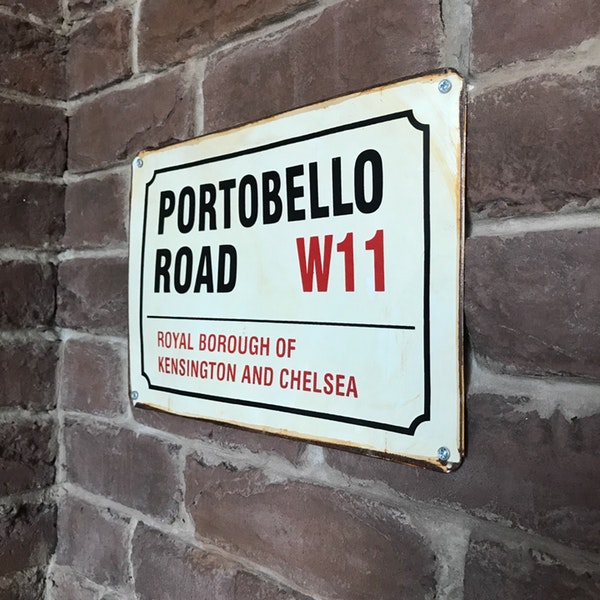 PORTOBELLO
ROAD W11
ROYAL BOROUGH OF
KENSINGTON AND CHELSEA